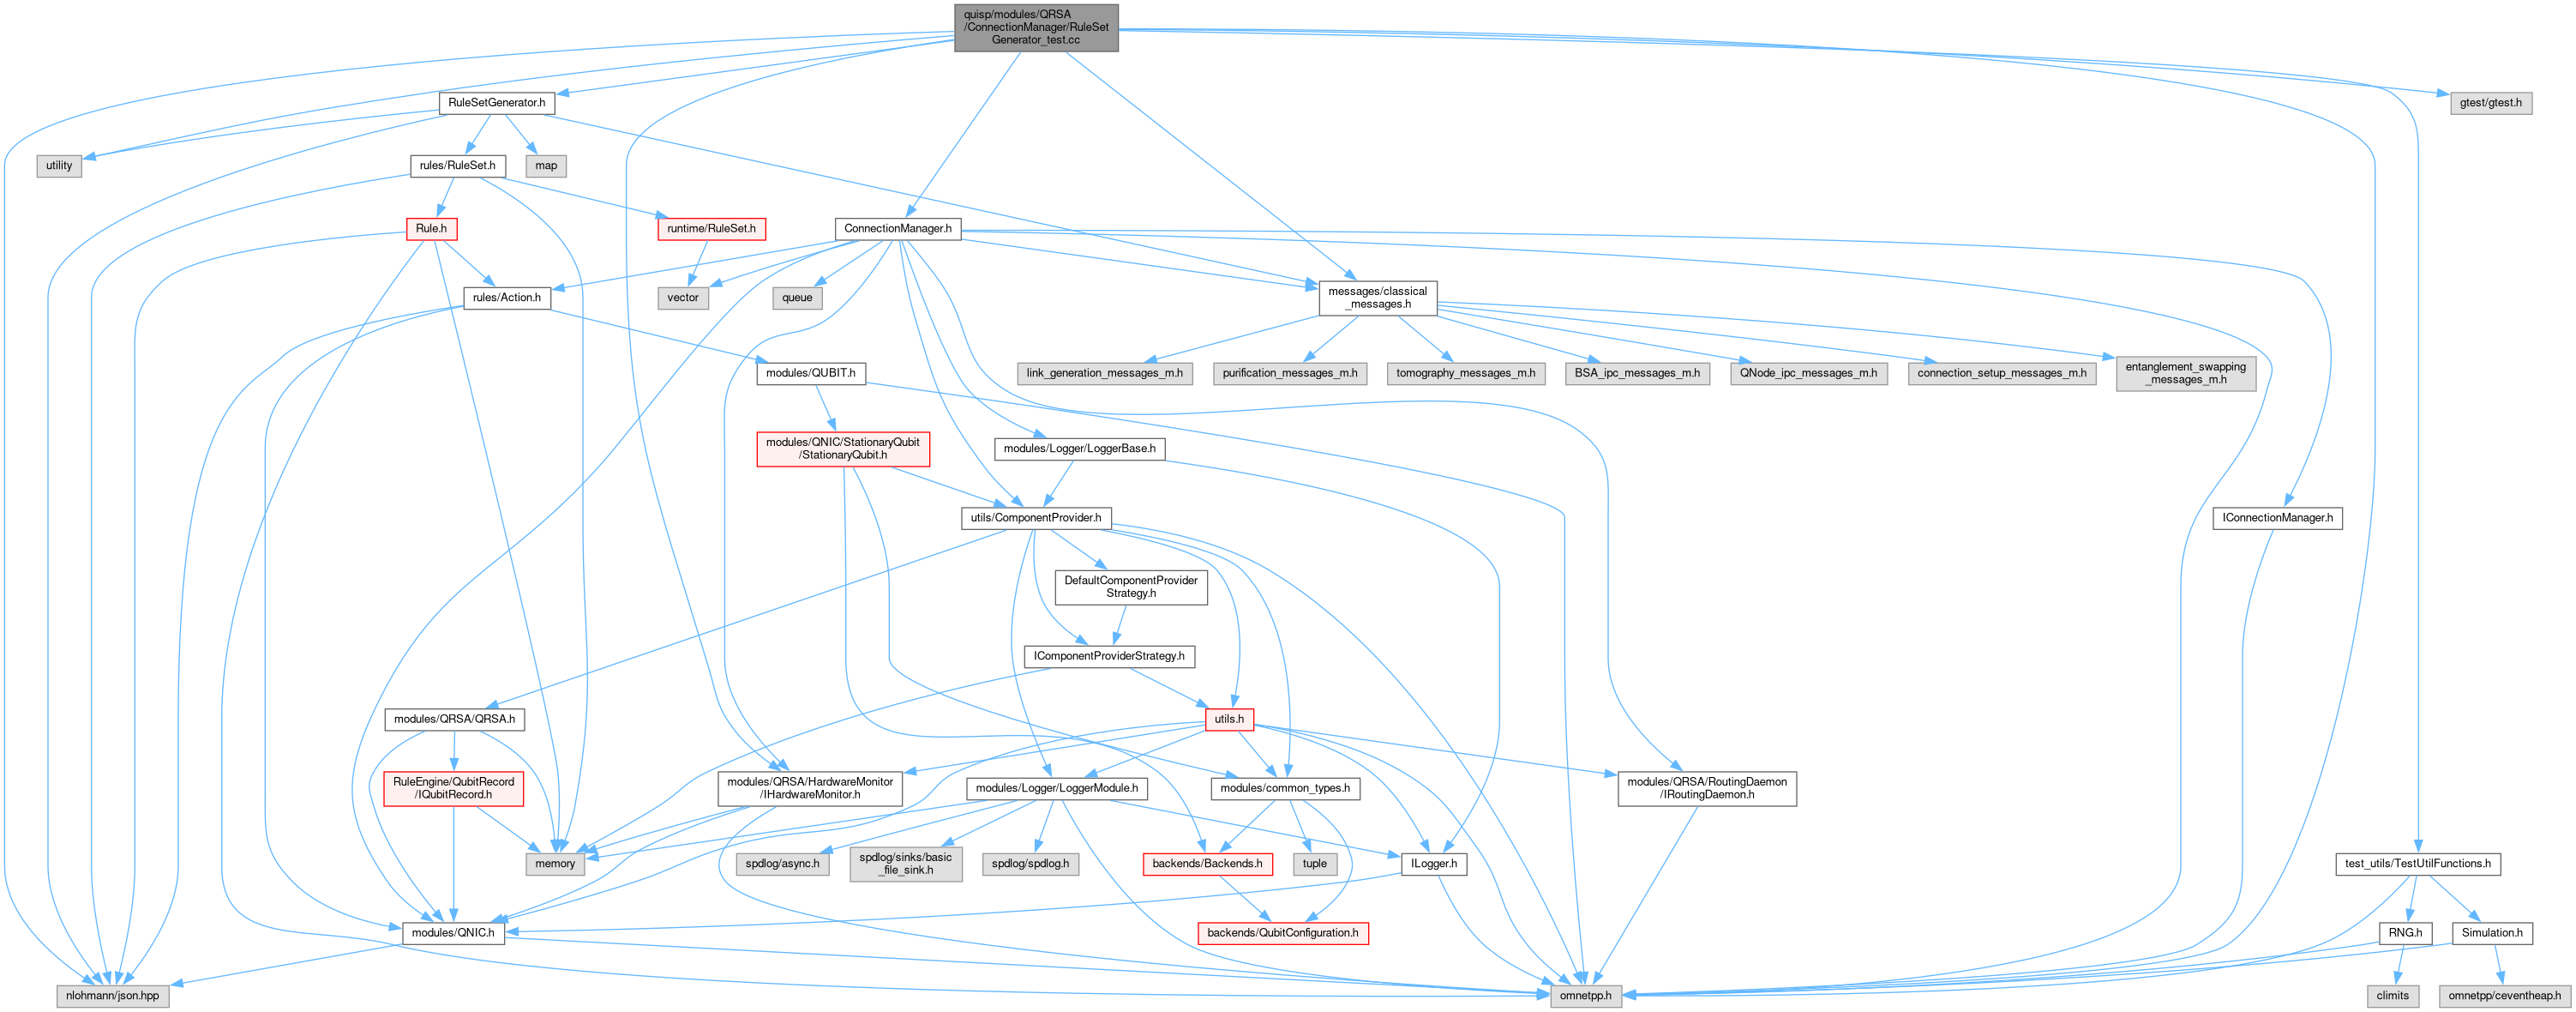 quisp/modules/QRSA
/ConnectionManager/RuleSet
Generator_test.cc
RuleSetGenerator.h
gtest/gtest.h
utility
rules/RuleSet.h
map
Rule.h
runtime/RuleSet.h
ConnectionManager.h
rules/Action.h
vector
queue
messages/classical
_messages.h
modules/QUBIT.h
link_generation_messages_m.h
purification_messages_m.h
tomography_messages_m.h
BSA_ipc_messages_m.h
QNode_ipc_messages_m.h
connection_setup_messages_m.h
entanglement_swapping
_messages_m.h
modules/QNIC/StationaryQubit
/StationaryQubit.h
modules/Logger/LoggerBase.h
utils/ComponentProvider.h
IConnectionManager.h
DefaultComponentProvider
Strategy.h
IComponentProviderStrategy.h
modules/QRSA/QRSA.h
utils.h
RuleEngine/QubitRecord
/IQubitRecord.h
modules/QRSA/HardwareMonitor
/IHardwareMonitor.h
modules/Logger/LoggerModule.h
modules/common_types.h
modules/QRSA/RoutingDaemon
/IRoutingDaemon.h
memory
spdlog/async.h
spdlog/sinks/basic
_file_sink.h
spdlog/spdlog.h
backends/Backends.h
tuple
ILogger.h
test_utils/TestUtilFunctions.h
modules/QNIC.h
backends/QubitConfiguration.h
RNG.h
Simulation.h
nlohmann/json.hpp
omnetpp.h
climits
omnetpp/ceventheap.h